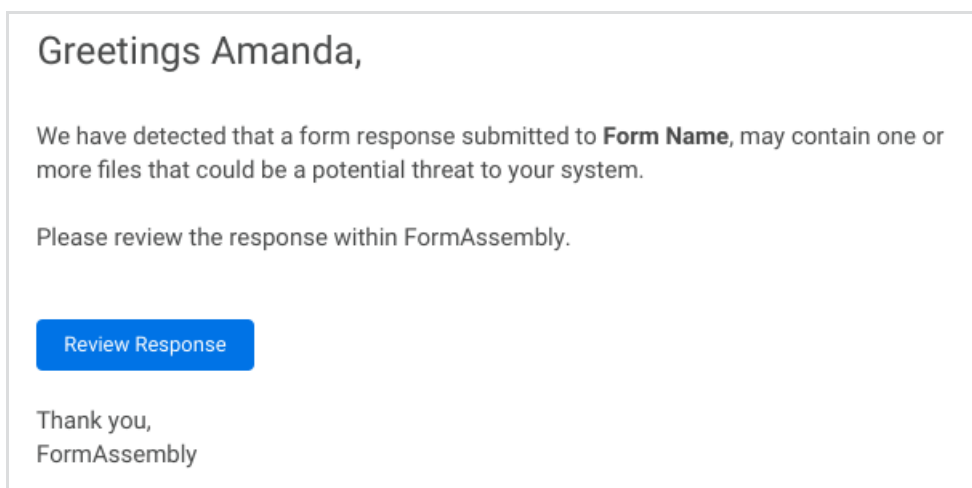 Greetings Amanda,
We have detected that a form response submitted to Form Name, may contain one or
more files that could be a potential threat to your system.
Please review the response within FormAssembly.
Review Response
Thank you,
FormAssembly